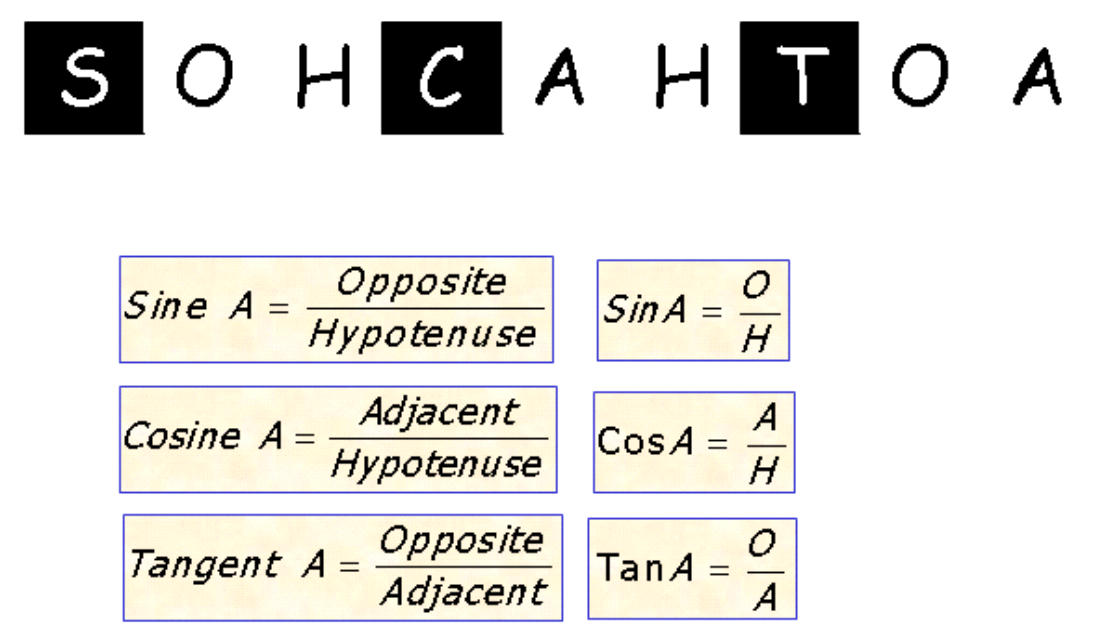 S O H C A H T O A
Sine A = Opposite / Hypotenuse
Sin A = O / H
Cosine A = Adjacent / Hypotenuse
Cos A = A / H
Tangent A = Opposite / Adjacent
Tan A = O / A